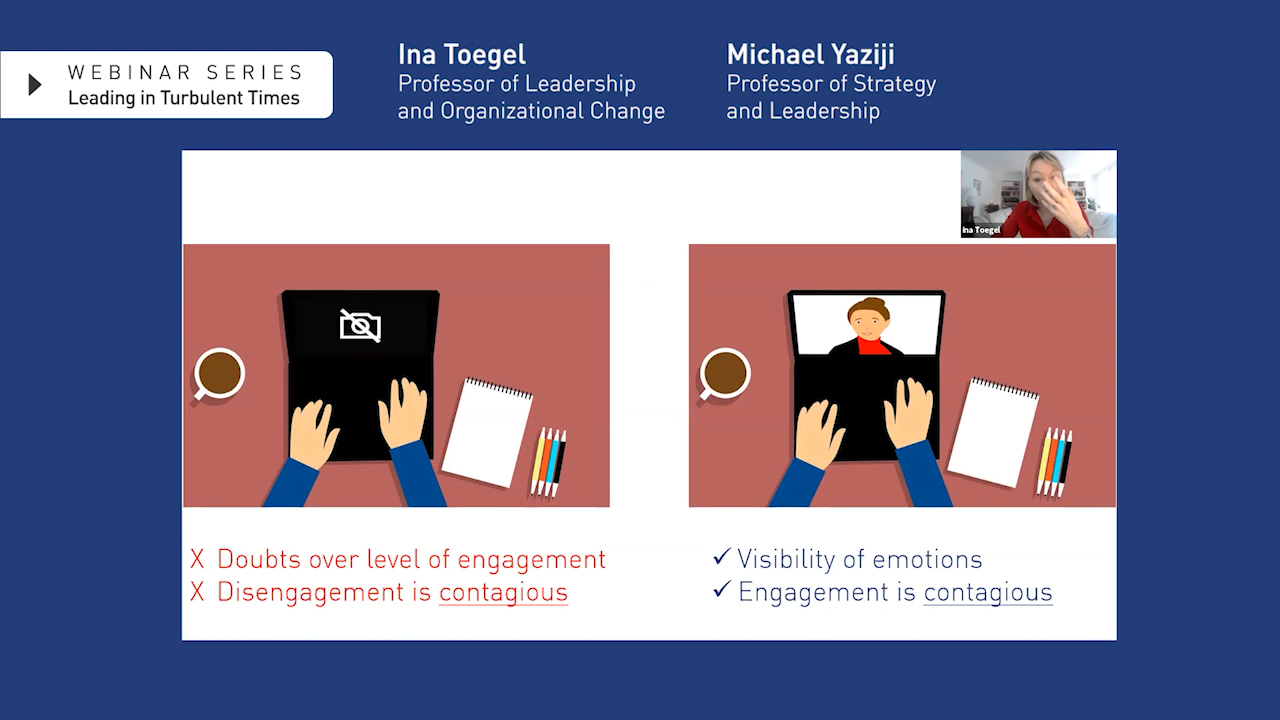 WEBINAR SERIES
Leading in Turbulent Times
Ina Toegel
Professor of Leadership
and Organizational Change
Michael Yaziji
Professor of Strategy
and Leadership
Ina Toegel
X Doubts over level of engagement
X Disengagement is contagious
✓ Visibility of emotions
✓ Engagement is contagious